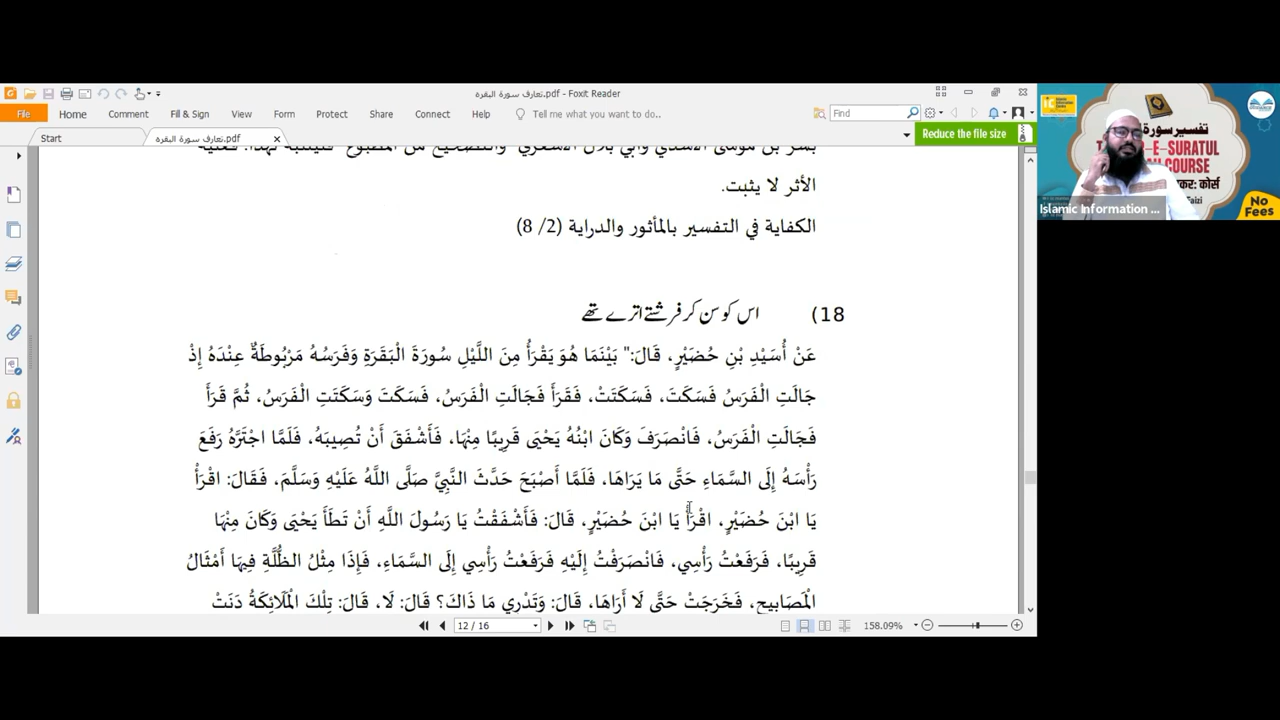 تعارف سورة البقرة.pdf - Foxit Reader
File Home Comment Fill & Sign View Form Protect Share Connect Help Tell me what you want to do.. Find
Start تعارف سورة البقرة.pdf
Reduce the file size
الأثر لا يثبت.
الكفاية في التفسير بالمأثور والدراية (2/ 8)
18) اس کو سن کر فرشتے اترے تھے
عَنْ أُسَيْدِ بْنِ حُضَيْرٍ، قَالَ:" بَيْنَمَا هُوَ يَقْرَأُ مِنَ اللَّيْلِ سُورَةَ الْبَقَرَةِ وَفَرَسُهُ مَرْبُوطَةٌ عِنْدَهُ إِذْ
جَالَتِ الْفَرَسُ فَسَكَتَ، فَسَكَتَتْ، فَقَرَأَ فَجَالَتِ الْفَرَسُ، فَسَكَتَ وَسَكَتَتِ الْفَرَسُ، ثُمَّ قَرَأَ
فَجَالَتِ الْفَرَسُ، فَانْصَرَفَ وَكَانَ ابْنُهُ يَحْيَى قَرِيبًا مِنْهَا، فَأَشْفَقَ أَنْ تُصِيبَهُ، فَلَمَّا اجْتَرَّهُ رَفَعَ
رَأْسَهُ إِلَى السَّمَاءِ حَتَّى مَا يَرَاهَا، فَلَمَّا أَصْبَحَ حَدَّثَ النَّبِيَّ صَلَّى اللَّهُ عَلَيْهِ وَسَلَّمَ، فَقَالَ: اقْرَأْ
يَا ابْنَ حُضَيْرٍ، اقْرَأْ يَا ابْنَ حُضَيْرٍ، قَالَ: فَأَشْفَقْتُ يَا رَسُولَ اللَّهِ أَنْ تَطَأَ يَحْيَى وَكَانَ مِنْهَا
قَرِيبًا، فَرَفَعْتُ رَأْسِي، فَانْصَرَفْتُ إِلَيْهِ فَرَفَعْتُ رَأْسِي إِلَى السَّمَاءِ، فَإِذَا مِثْلُ الظُّلَّةِ فِيهَا أَمْثَالُ
الْمَصَابِيحِ، فَخَرَجَتْ حَتَّى لَا أَرَاهَا، قَالَ: وَتَدْرِي مَا ذَاكَ؟ قَالَ: لَا، قَالَ: تِلْكَ الْمَلَائِكَةُ دَنَتْ
12 / 16
158.09%
تفسير سورة
SURATUL
COURSE
कोर्स
Faizi
No
Fees
Islamic Information ...